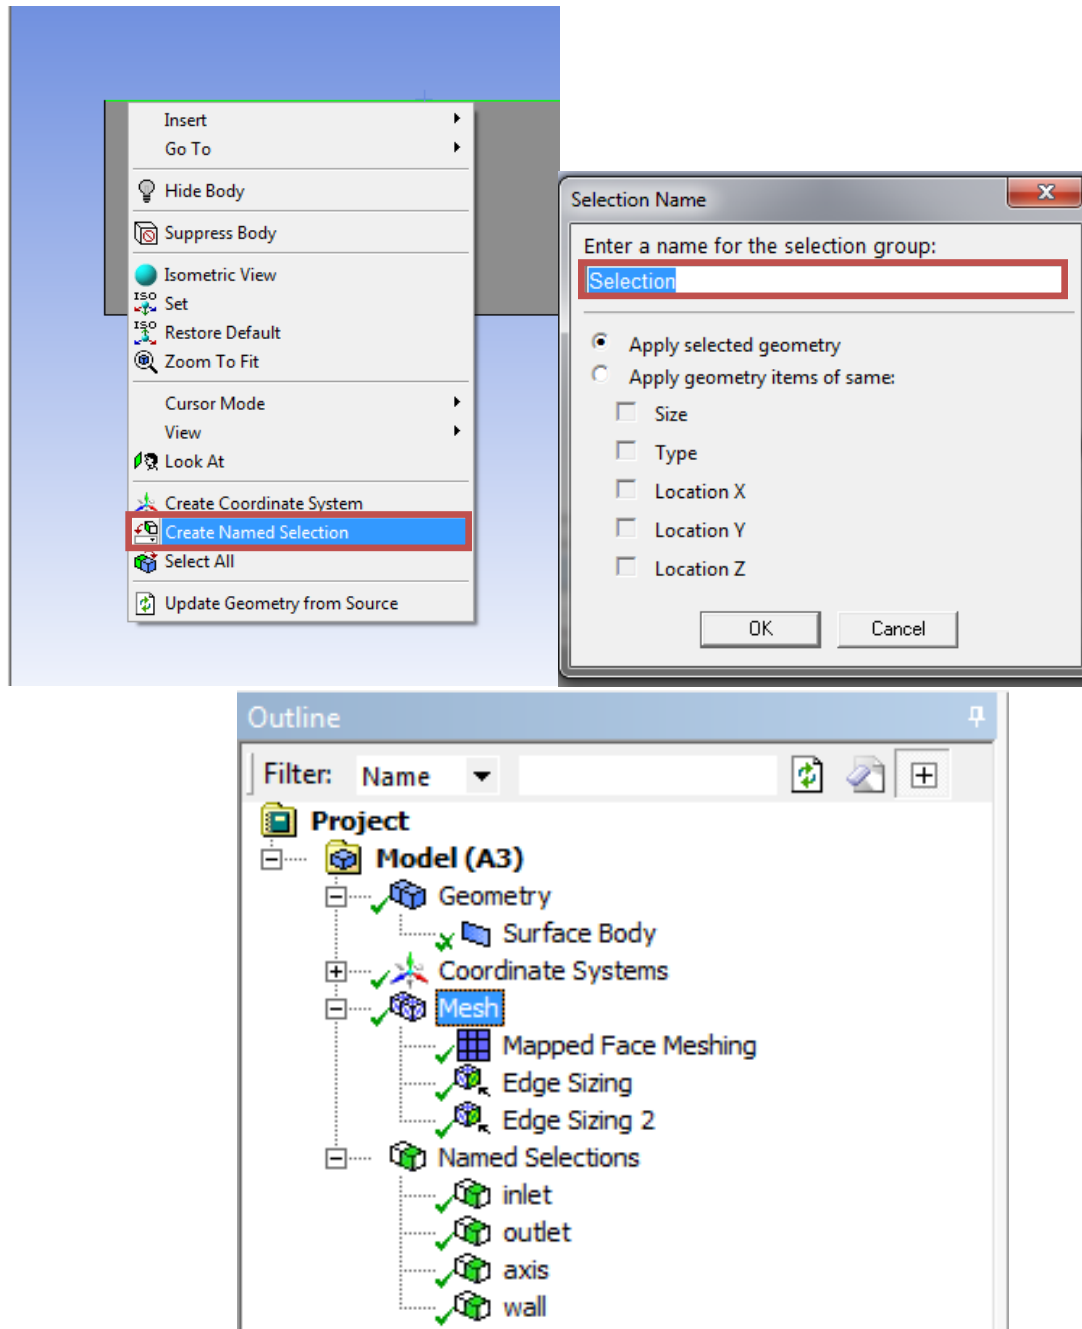 Insert
Go To
Hide Body
Suppress Body
Isometric View
ISO
Set
ISO
Restore Default
Zoom To Fit
Cursor Mode
View
Look At
Create Coordinate System
Create Named Selection
Select All
Update Geometry from Source
Selection Name
Enter a name for the selection group:
Selection
Apply selected geometry
Apply geometry items of same:
Size
Type
Location X
Location Y
Location Z
OK Cancel
Outline
Filter: Name
Project
Model (A3)
Geometry
Surface Body
Coordinate Systems
Mesh
Mapped Face Meshing
Edge Sizing
Edge Sizing 2
Named Selections
inlet
outlet
axis
wall